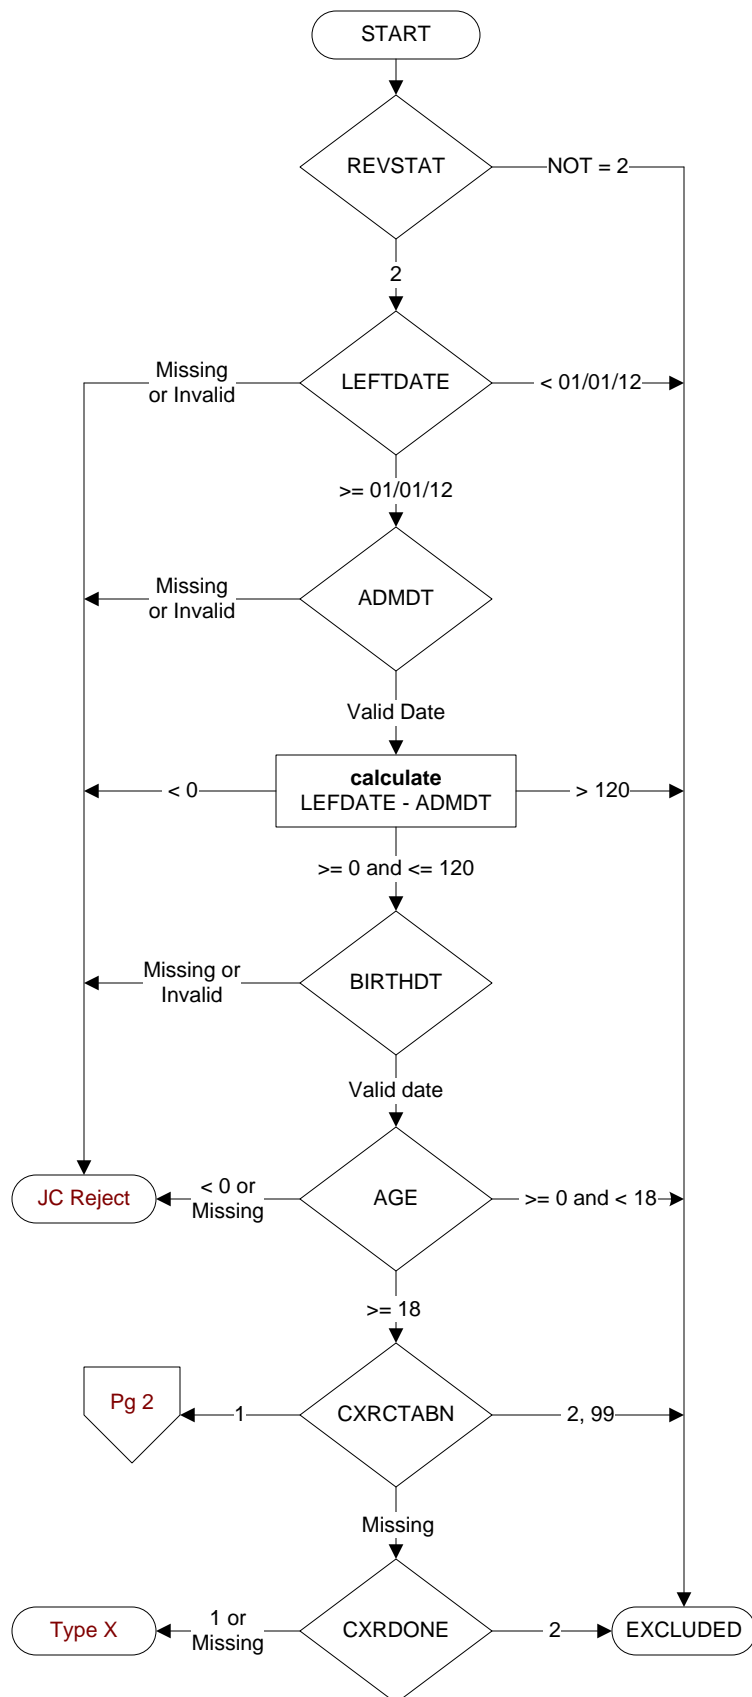 START
REVSTAT
NOT = 2
2
Missing
or Invalid
LEFTDATE
< 01/01/12
>= 01/01/12
Missing
or Invalid
ADMDT
Valid Date
calculate
< 0
LEFDATE - ADMDT
> 120
>= 0 and <= 120
Missing or
Invalid
BIRTHDT
Valid date
JC Reject
< 0 or
Missing
AGE
>= 0 and < 18
>= 18
Pg 2
1
CXRCTABN
2, 99
Missing
Type X
1 or
Missing
CXRDONE
2
EXCLUDED